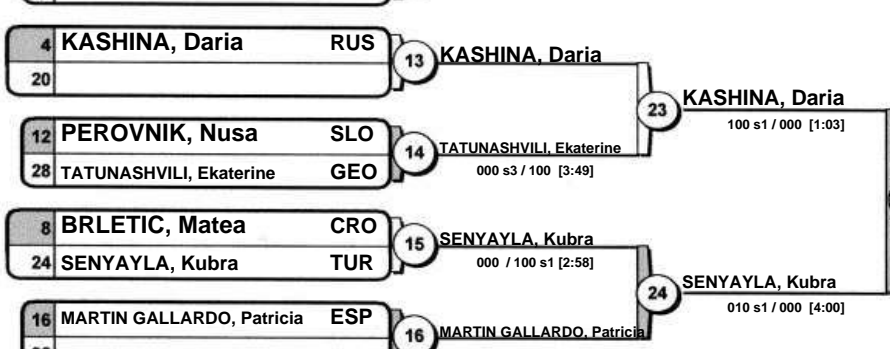 4 KASHINA, Daria RUS
20
13 KASHINA, Daria
23 KASHINA, Daria
100 s1 / 000 [1:03]
12 PEROVNIK, Nusa SLO
28 TATUNASHVILI, Ekaterine GEO
14 TATUNASHVILI, Ekaterine
000 s3 / 100 [3:49]
8 BRLETIC, Matea CRO
24 SENYAYLA, Kubra TUR
15 SENYAYLA, Kubra
000 / 100 s1 [2:58]
24 SENYAYLA, Kubra
010 s1 / 000 [4:00]
16 MARTIN GALLARDO, Patricia ESP
16 MARTIN GALLARDO, Patricia